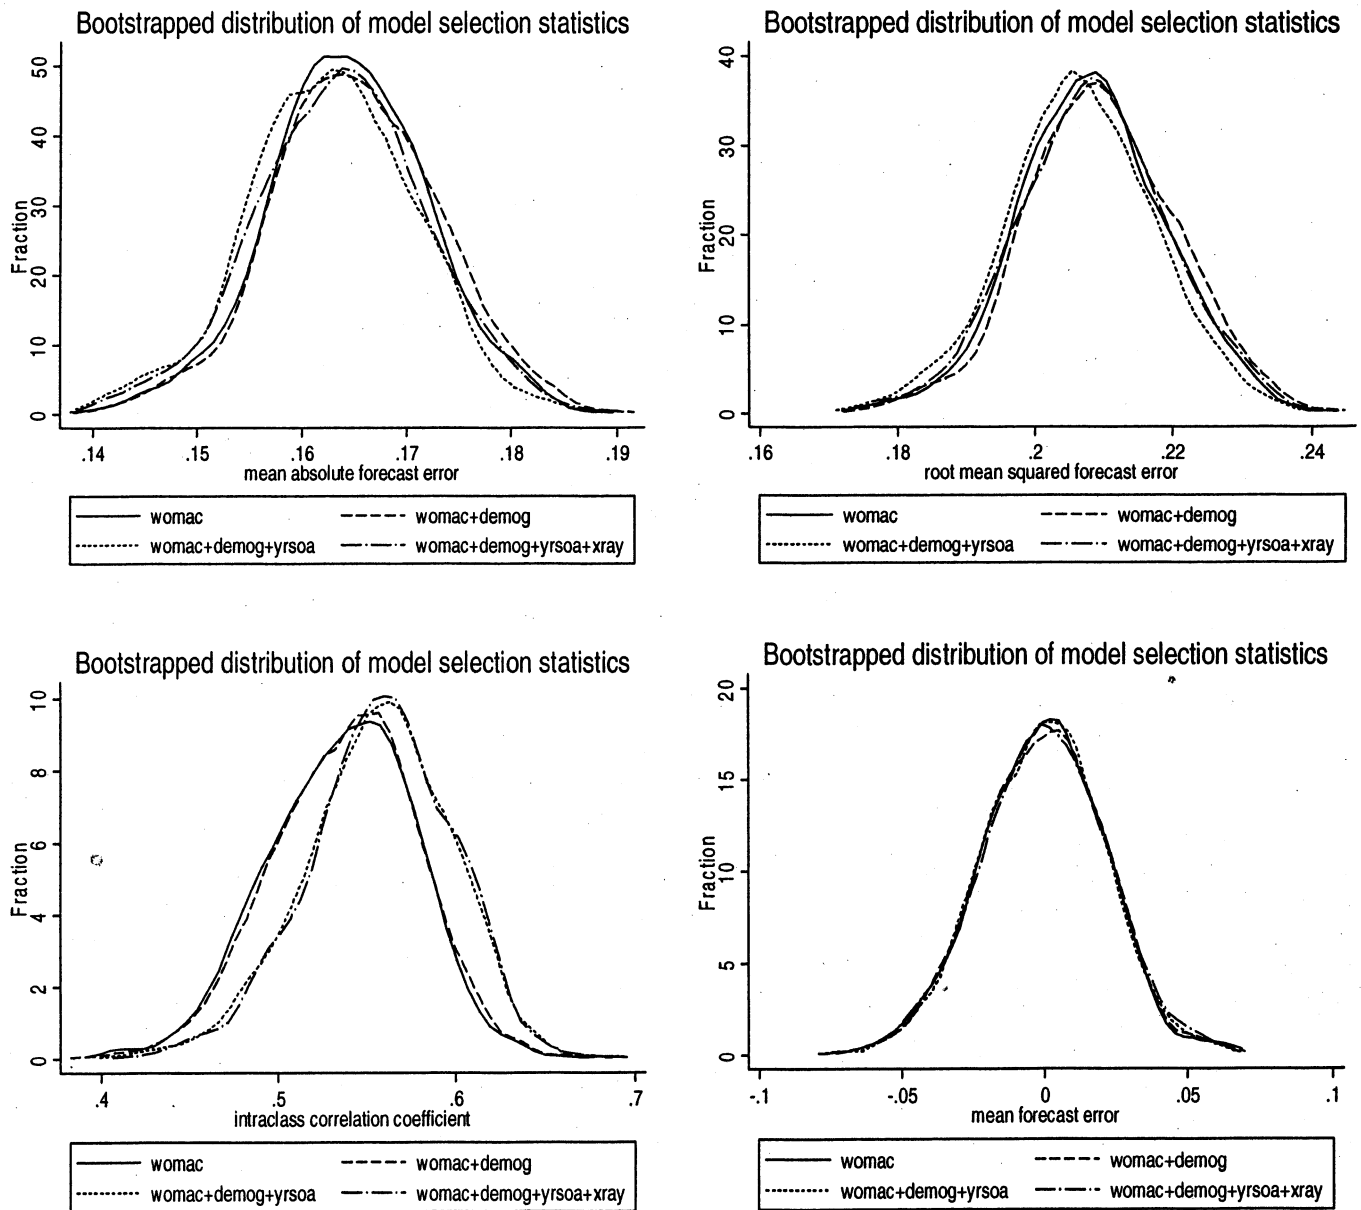 Bootstrapped distribution of model selection statistics
Fraction
50
40
30
20
10
0
.14 .15 .16 .17 .18 .19
mean absolute forecast error
womac womac+demog
womac+demog+yrsoa womac+demog+yrsoa+xray
Bootstrapped distribution of model selection statistics
Fraction
40
30
20
10
0
.16 .18 .2 .22 .24
root mean squared forecast error
womac womac+demog
womac+demog+yrsoa womac+demog+yrsoa+xray
Bootstrapped distribution of model selection statistics
Fraction
10
8
6
4
2
0
.4 .5 .6 .7
intraclass correlation coefficient
womac womac+demog
womac+demog+yrsoa womac+demog+yrsoa+xray
Bootstrapped distribution of model selection statistics
Fraction
20
15
10
5
0
-.1 -.05 0 .05 .1
mean forecast error
womac womac+demog
womac+demog+yrsoa womac+demog+yrsoa+xray